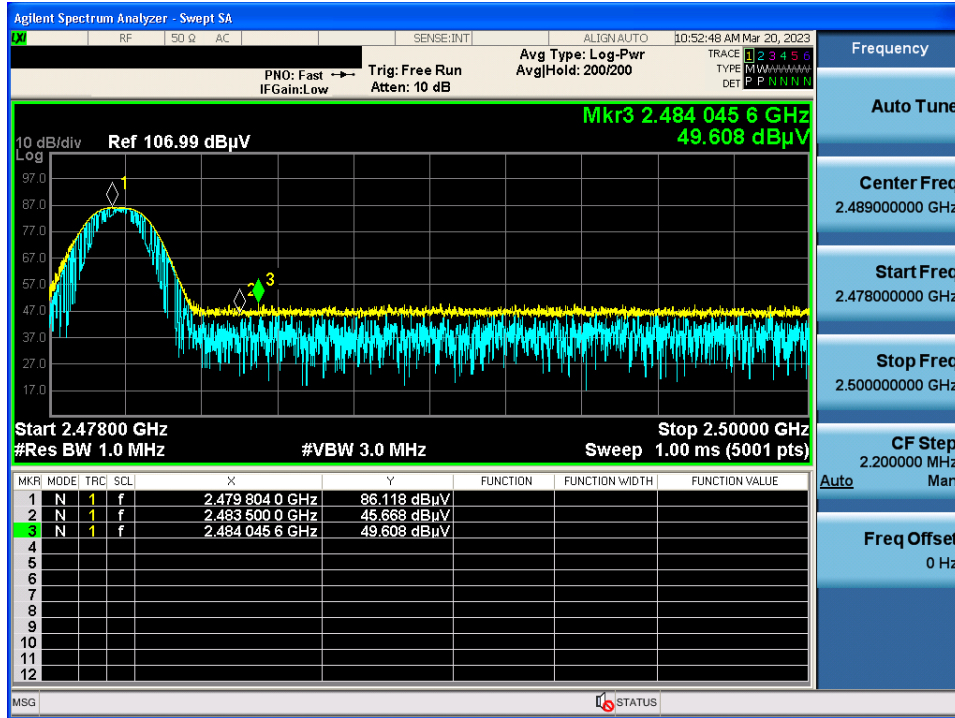 Agilent Spectrum Analyzer - Swept SA
LXI RF 50 Ω AC SENSE:INT ALIGN AUTO 10:52:48 AM Mar 20, 2023 Frequency
PNO: Fast Trig: Free Run Avg Type: Log-Pwr TRACE 1 2 3 4 5 6
IFGain:Low Atten: 10 dB Avg|Hold: 200/200 TYPE M W W W W W
DET P P N N N N
Auto Tune
Mkr3 2.484 045 6 GHz
49.608 dBµV
10 dB/div Ref 106.99 dBµV
Log
97.0
87.0
77.0
67.0
57.0
47.0
37.0
27.0
17.0
1
2
3
Start 2.47800 GHz Stop 2.50000 GHz
#Res BW 1.0 MHz #VBW 3.0 MHz Sweep 1.00 ms (5001 pts)
Center Freq
2.489000000 GHz
Start Freq
2.478000000 GHz
Stop Freq
2.500000000 GHz
CF Step
2.200000 MHz
Auto Man
Freq Offset
0 Hz
MKR MODE TRC SCL X Y FUNCTION FUNCTION WIDTH FUNCTION VALUE
1 N 1 f 2.479 804 0 GHz 86.118 dBµV
2 N 1 f 2.483 500 0 GHz 45.668 dBµV
3 N 1 f 2.484 045 6 GHz 49.608 dBµV
4
5
6
7
8
9
10
11
12
MSG STATUS